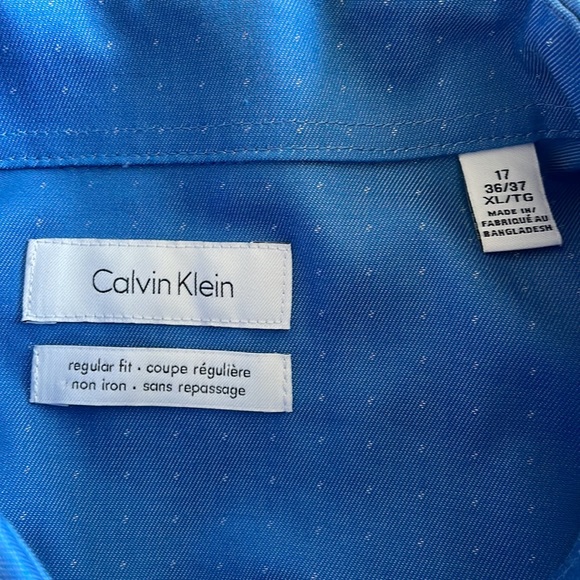 17
36/37
XL/TG
MADE IN/
FABRIQUÉ AU
BANGLADESH
Calvin Klein
regular fit · coupe régulière
non iron · sans repassage